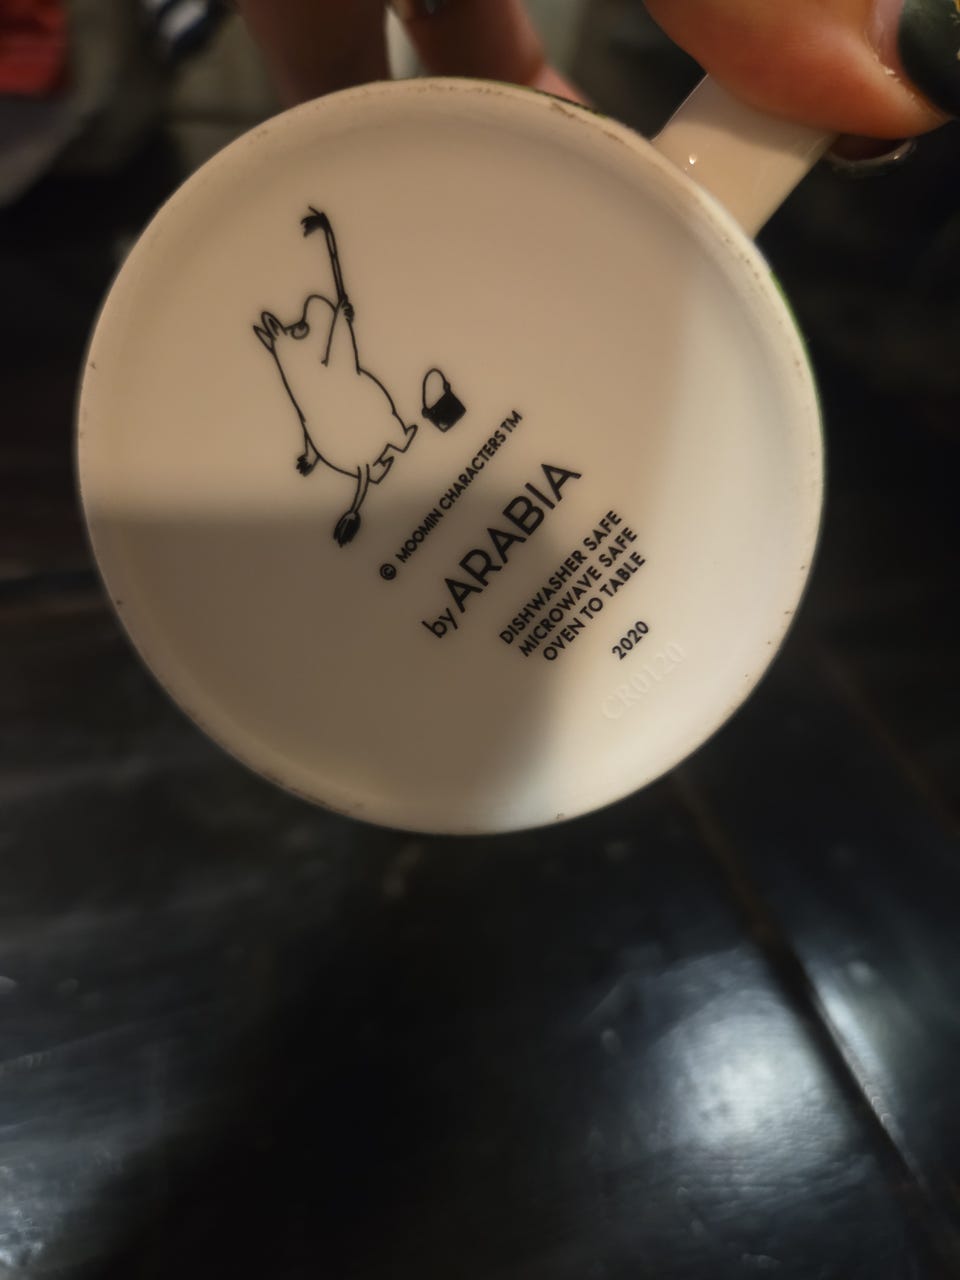 © MOOMIN CHARACTERS TM
by ARABIA
DISHWASHER SAFE
MICROWAVE SAFE
OVEN TO TABLE
2020
CR0120